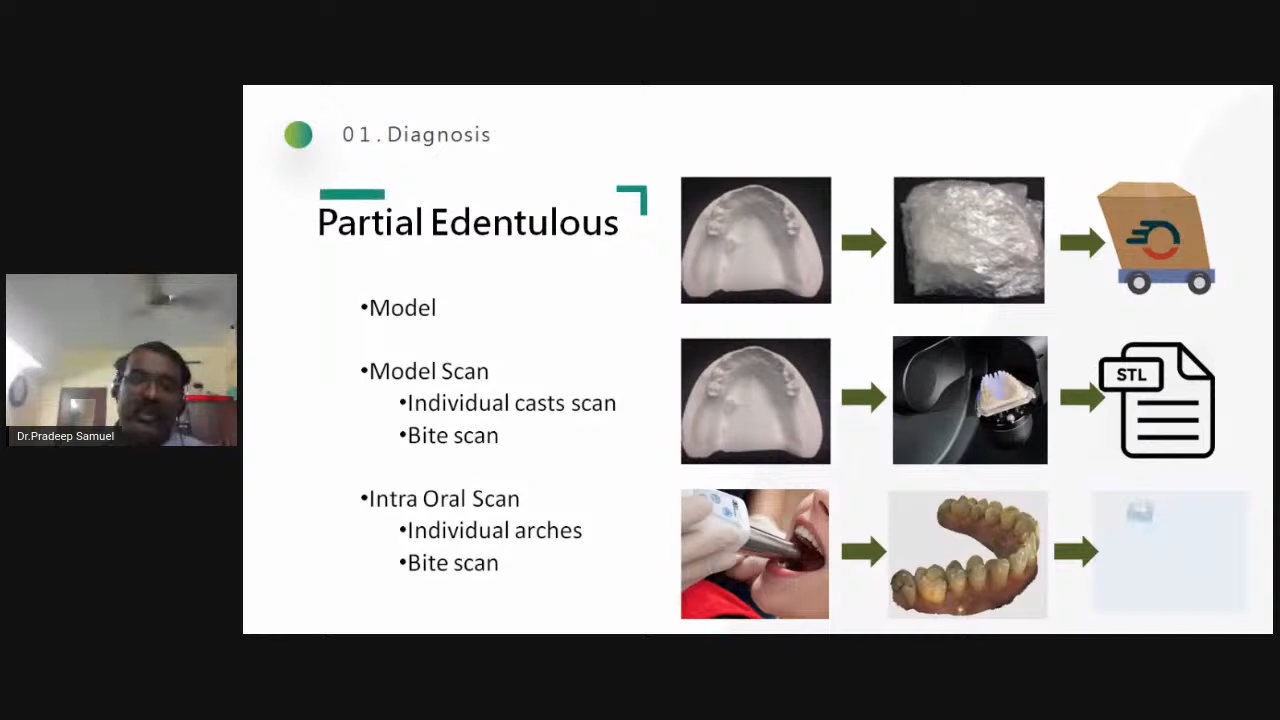 01.Diagnosis
Partial Edentulous
•Model
•Model Scan
•Individual casts scan
•Bite scan
•Intra Oral Scan
•Individual arches
•Bite scan
STL
Dr.Pradeep Samuel